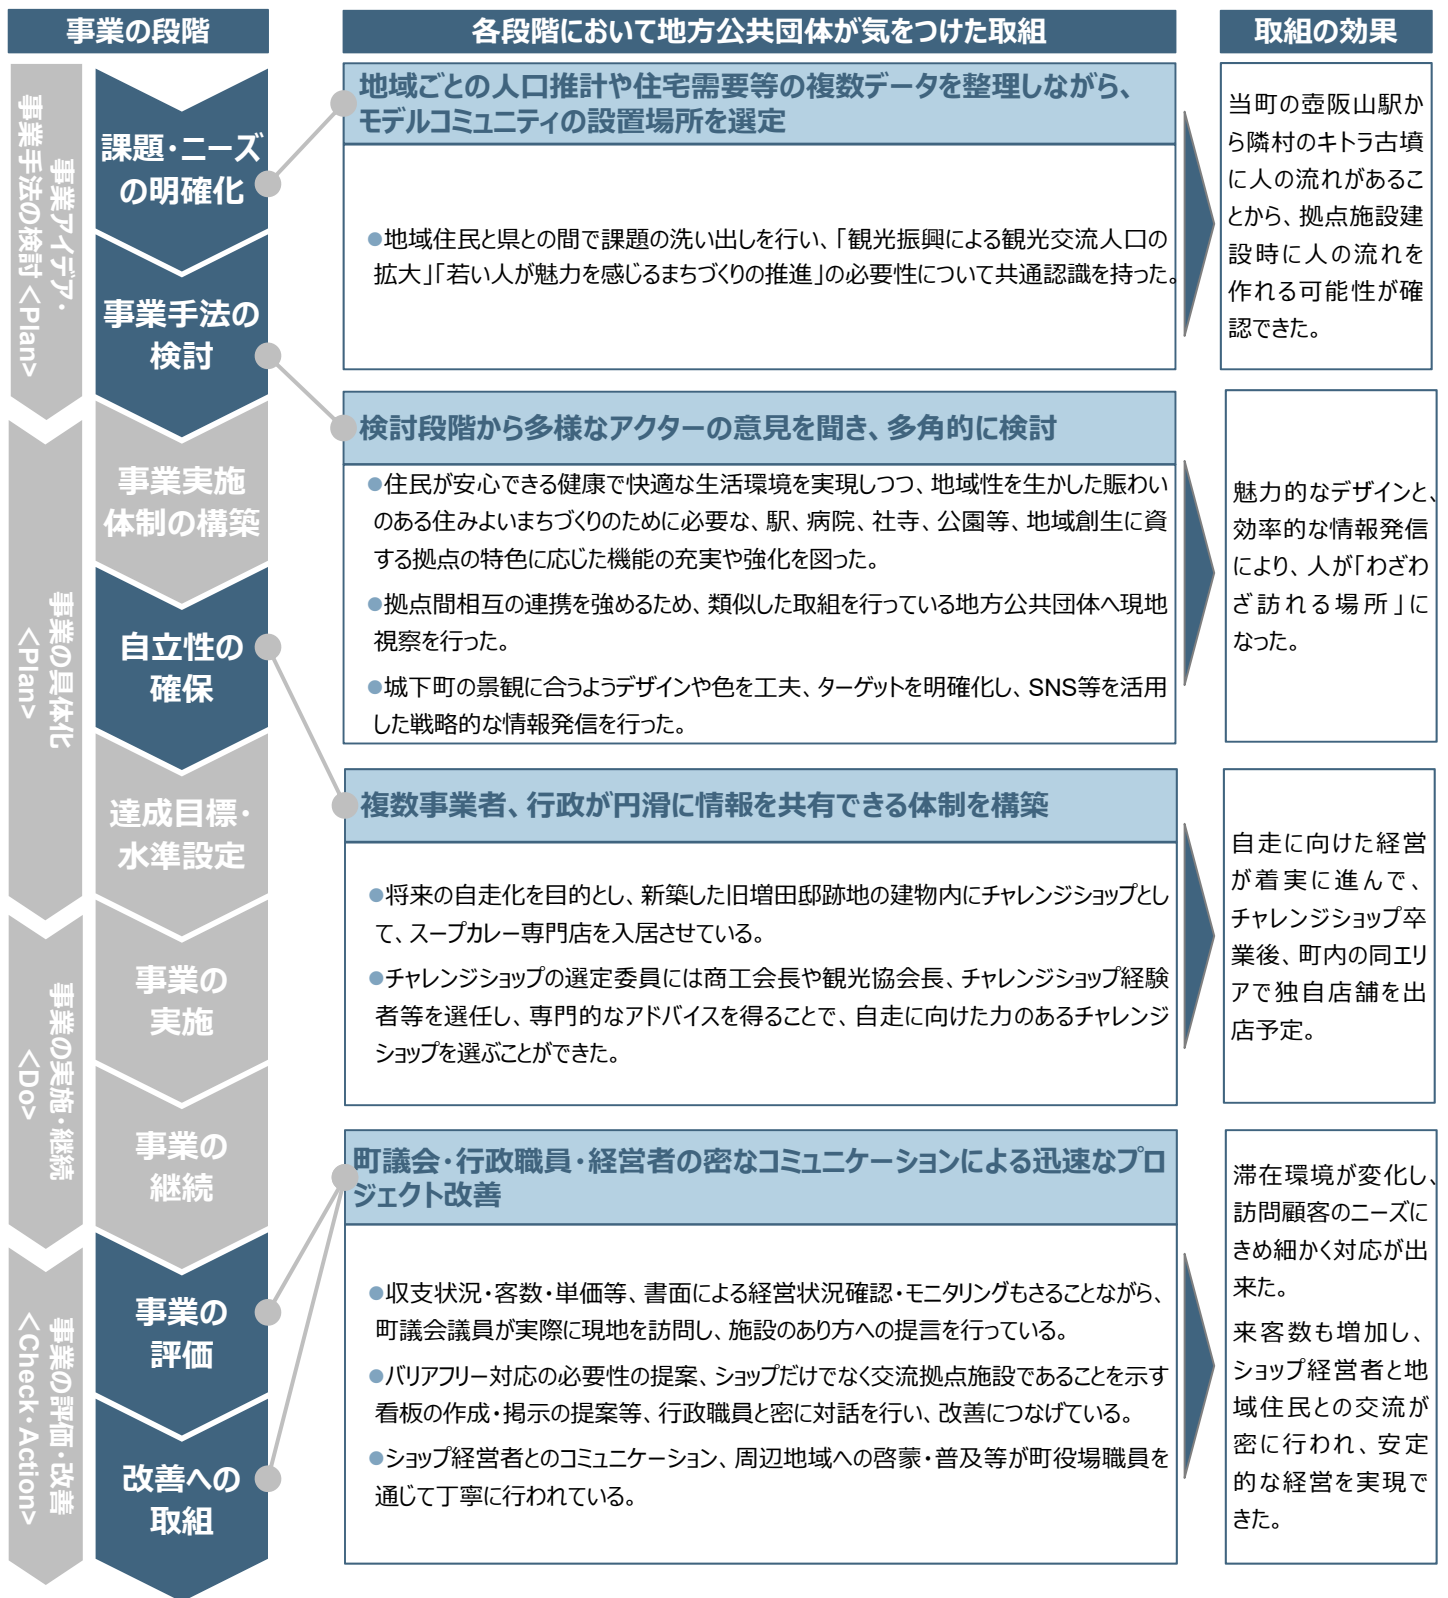 事業の段階
各段階において地方公共団体が気をつけた取組
取組の効果
事業アイデア・
事業手法の検討 <Plan>
事業の具体化
<Plan>
事業の実施・継続
<Do>
事業の評価・改善
<Check・Action>
課題・ニーズ
の明確化
事業手法の
検討
事業実施
体制の構築
自立性の
確保
達成目標・
水準設定
事業の
実施
事業の
継続
事業の
評価
改善への
取組
地域ごとの人口推計や住宅需要等の複数データを整理しながら、
モデルコミュニティの設置場所を選定
●地域住民と県との間で課題の洗い出しを行い、「観光振興による観光交流人口の
拡大」「若い人が魅力を感じるまちづくりの推進」の必要性について共通認識を持った。
当町の壺阪山駅か
ら隣村のキトラ古墳
に人の流れがあるこ
とから、拠点施設建
設時に人の流れを
作れる可能性が確
認できた。
検討段階から多様なアクターの意見を聞き、多角的に検討
●住民が安心できる健康で快適な生活環境を実現しつつ、地域性を生かした賑わい
のある住みよいまちづくりのために必要な、駅、病院、社寺、公園等、地域創生に資
する拠点の特色に応じた機能の充実や強化を図った。
●拠点間相互の連携を強めるため、類似した取組を行っている地方公共団体へ現地
視察を行った。
●城下町の景観に合うようデザインや色を工夫、ターゲットを明確化し、SNS等を活用
した戦略的な情報発信を行った。
魅力的なデザインと、
効率的な情報発信
により、人が「わざわ
ざ訪れる場所」に
なった。
複数事業者、行政が円滑に情報を共有できる体制を構築
●将来の自走化を目的とし、新築した旧増田邸跡地の建物内にチャレンジショップとし
て、スープカレー専門店を入居させている。
●チャレンジショップの選定委員には商工会長や観光協会長、チャレンジショップ経験
者等を選任し、専門的なアドバイスを得ることで、自走に向けた力のあるチャレンジ
ショップを選ぶことができた。
自走に向けた経営
が着実に進んで、
チャレンジショップ卒
業後、町内の同エリ
アで独自店舗を出
店予定。
町議会・行政職員・経営者の密なコミュニケーションによる迅速なプロ
ジェクト改善
●収支状況・客数・単価等、書面による経営状況確認・モニタリングもさることながら、
町議会議員が実際に現地を訪問し、施設のあり方への提言を行っている。
●バリアフリー対応の必要性の提案、ショップだけでなく交流拠点施設であることを示す
看板の作成・掲示の提案等、行政職員と密に対話を行い、改善につなげている。
●ショップ経営者とのコミュニケーション、周辺地域への啓蒙・普及等が町役場職員を
通じて丁寧に行われている。
滞在環境が変化し、
訪問顧客のニーズに
きめ細かく対応が出
来た。
来客数も増加し、
ショップ経営者と地
域住民との交流が
密に行われ、安定
的な経営を実現で
きた。